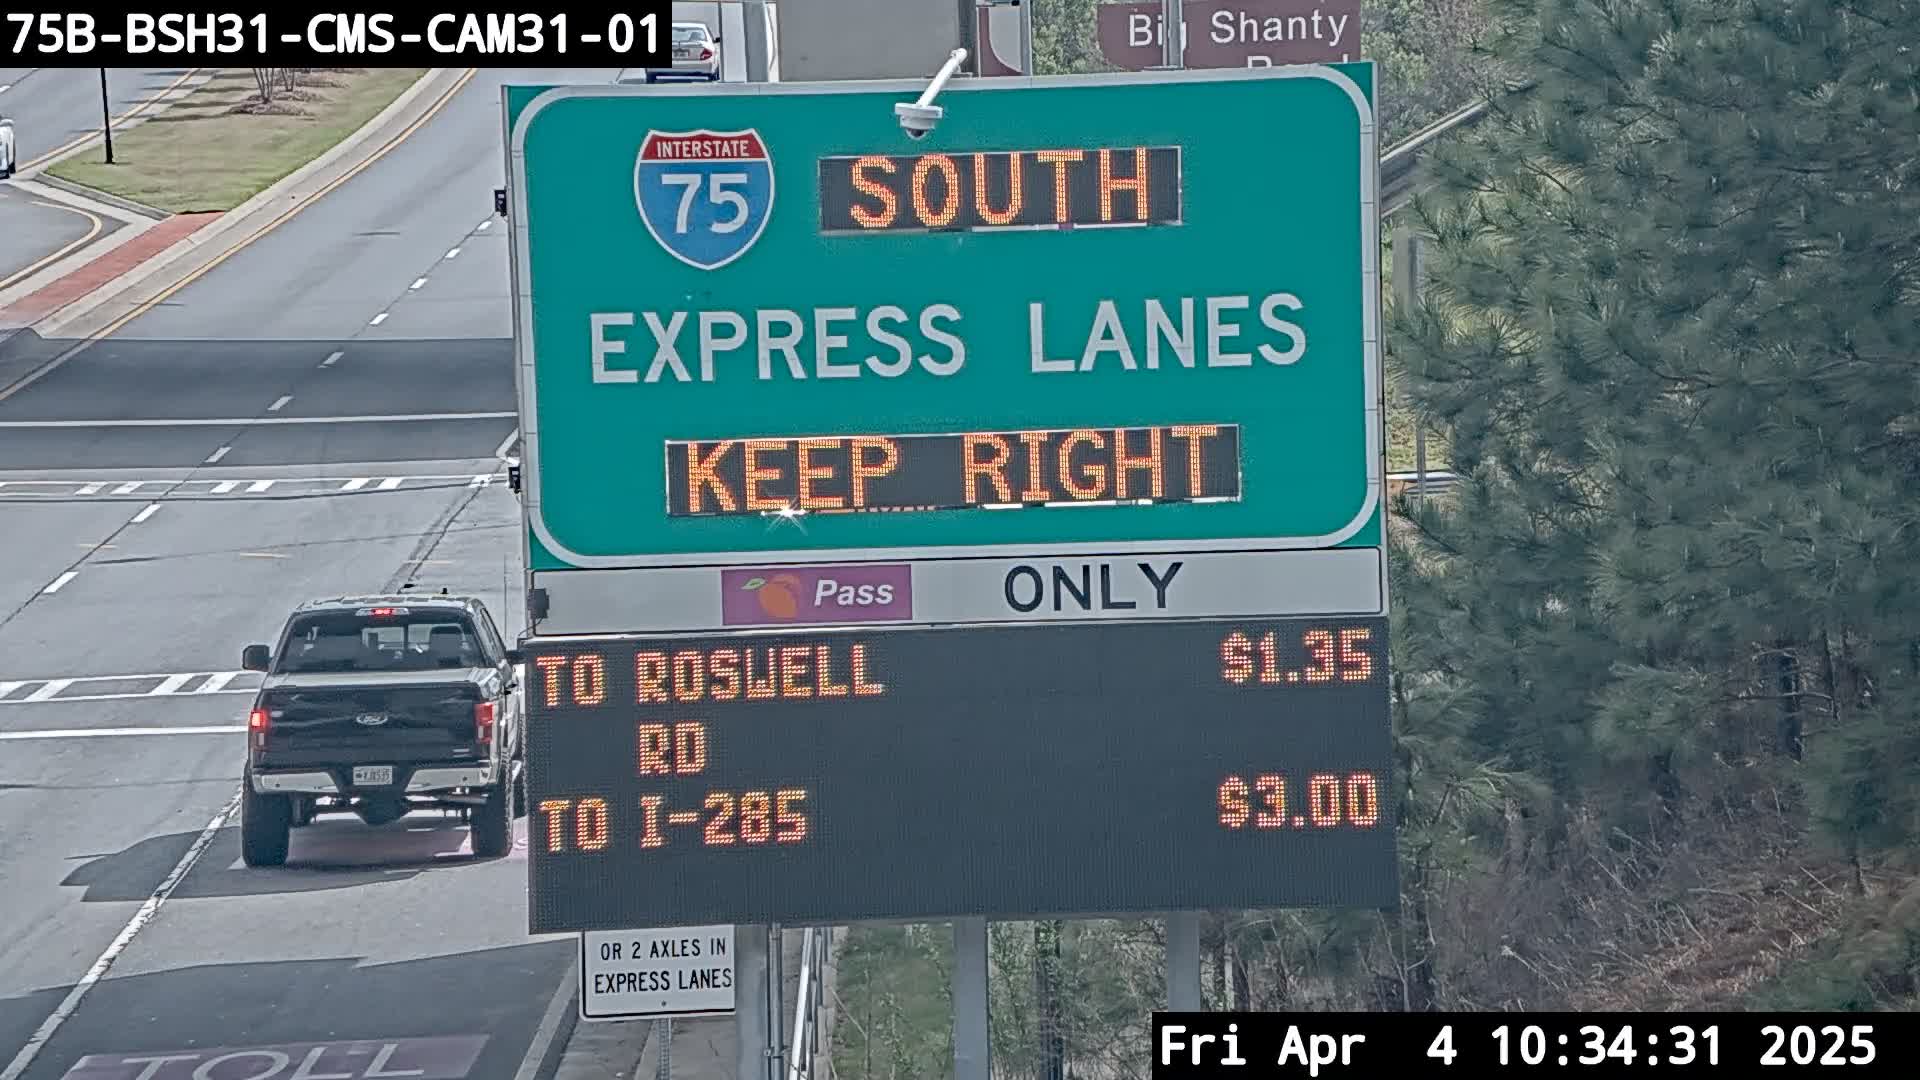 75B-BSH31-CMS-CAM31-01
Big Shanty
INTERSTATE
75
SOUTH
EXPRESS LANES
KEEP RIGHT
Pass ONLY
TO ROSWELL $1.35
RD
TO I-285 $3.00
OR 2 AXLES IN
EXPRESS LANES
TOLL
Fri Apr 4 10:34:31 2025